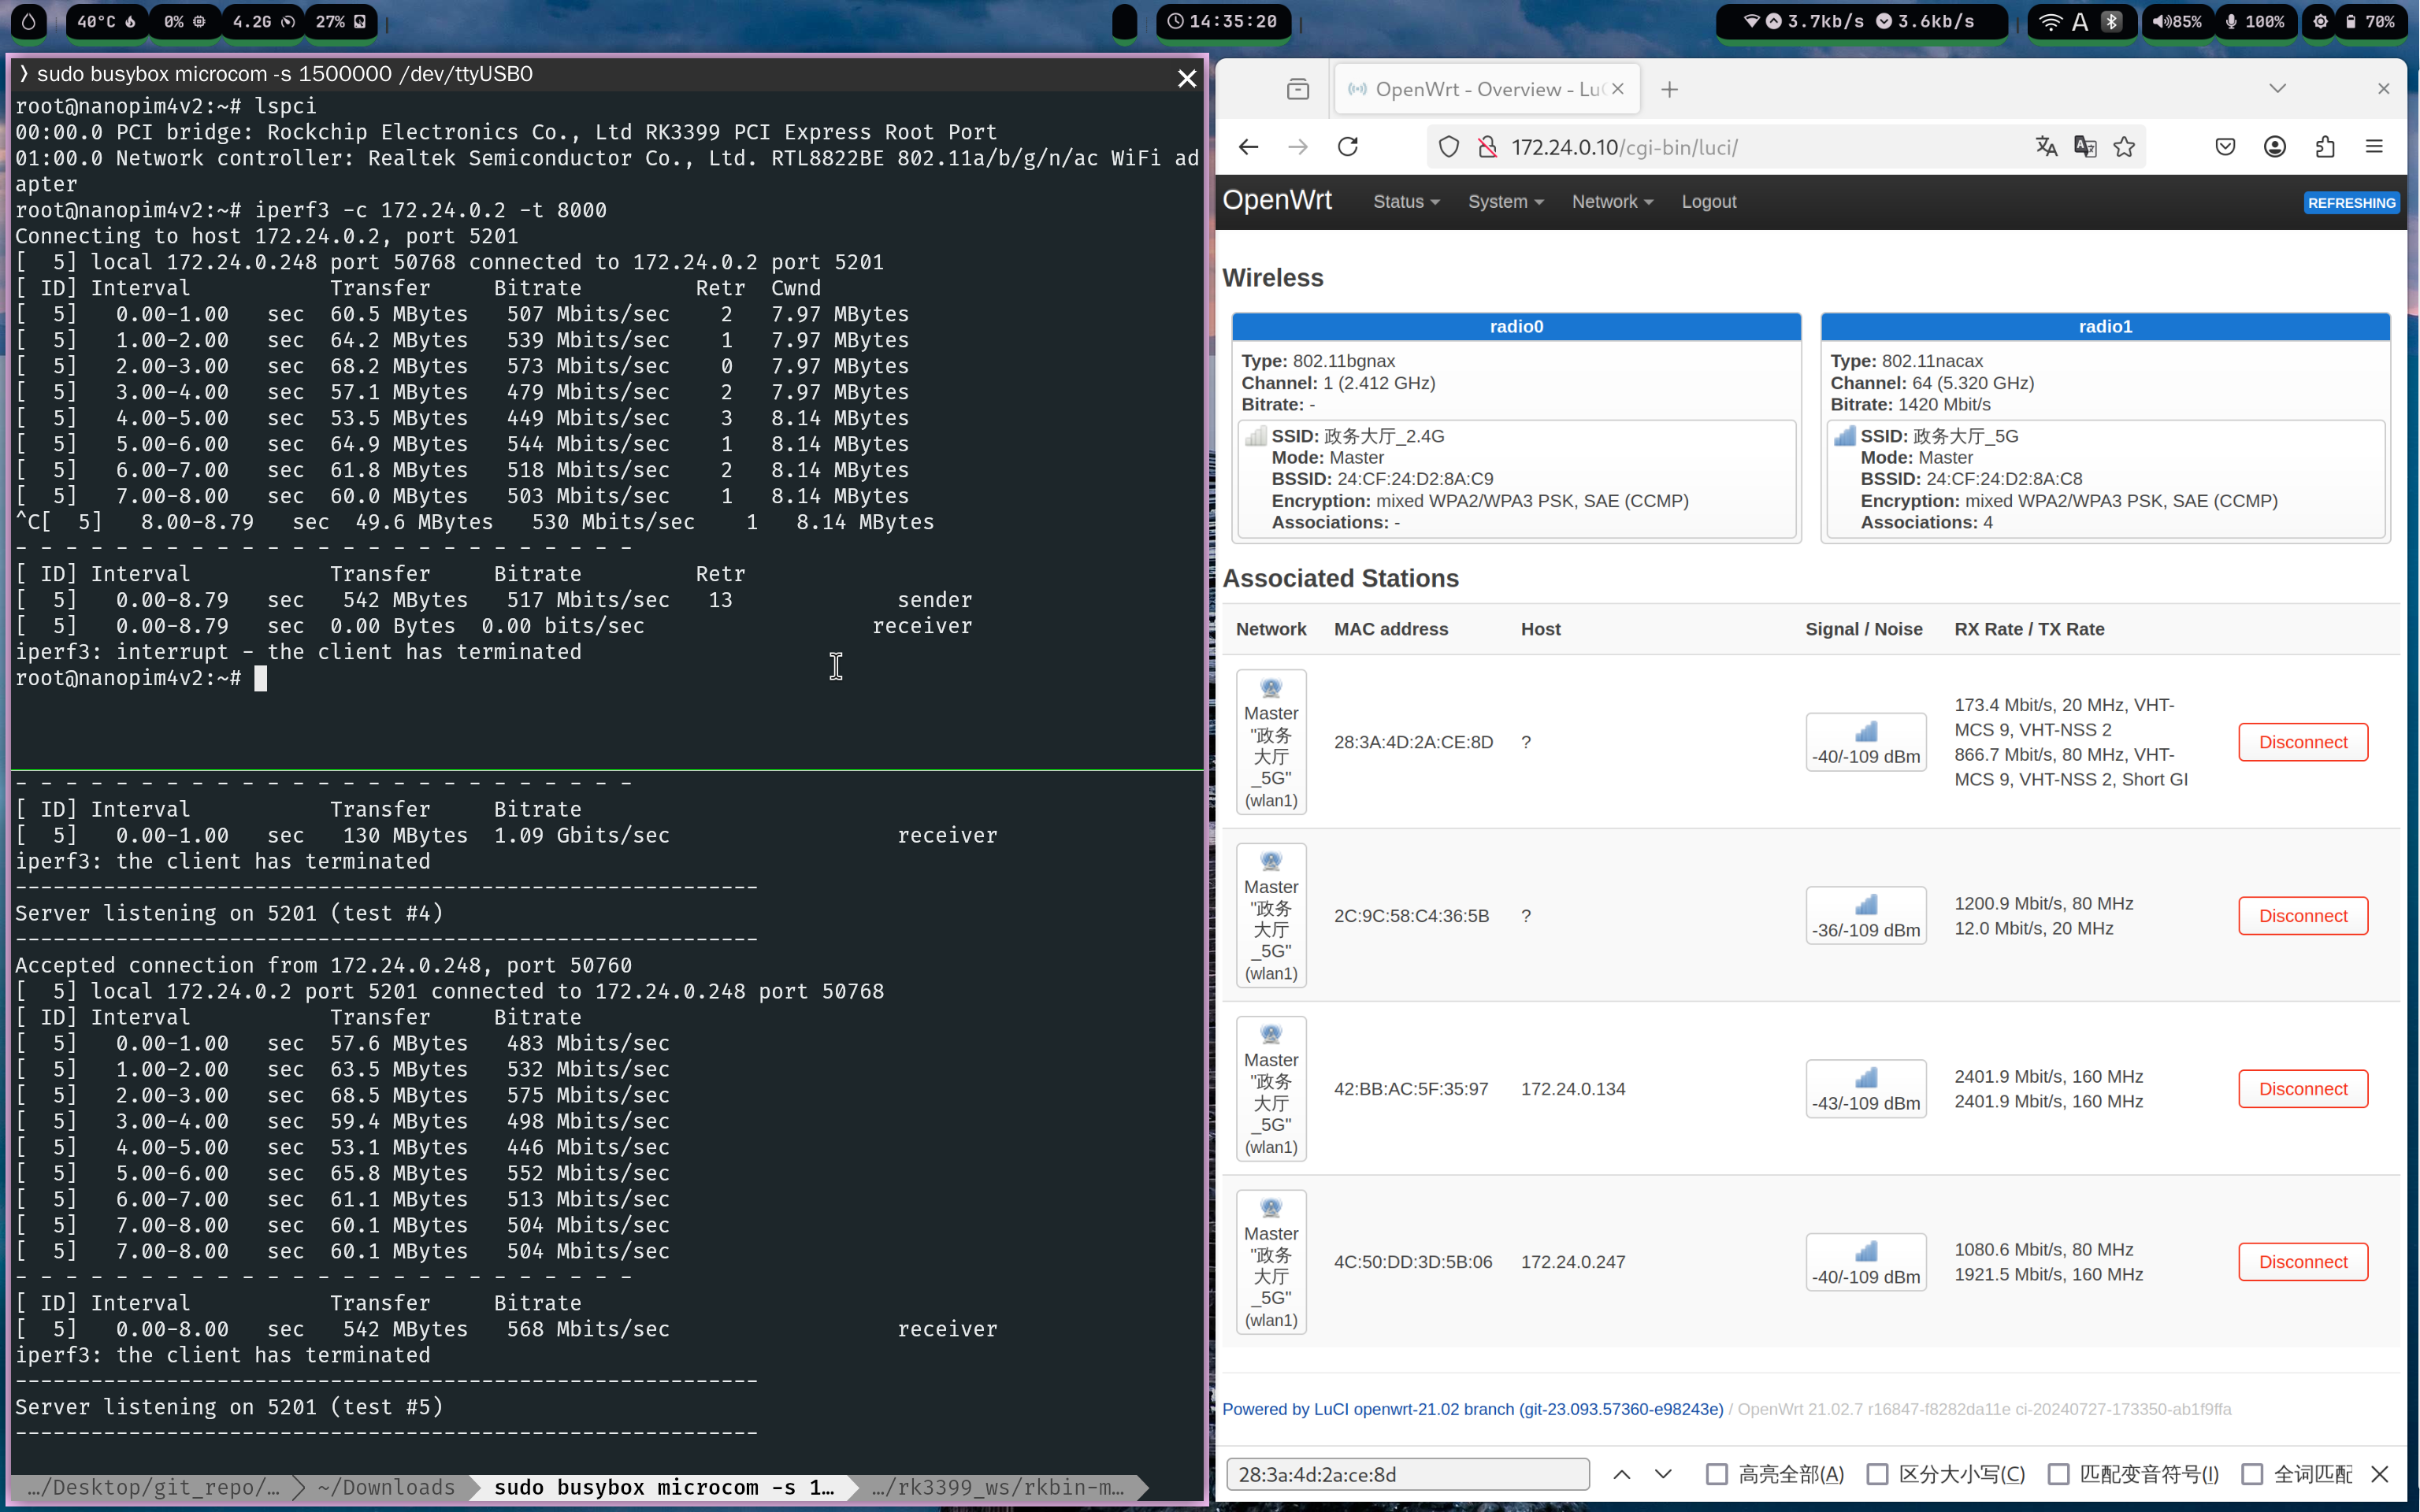 40°C
0%
4.2G
27%
14:35:20
3.7kb/s
3.6kb/s
A
85%
100%
70%
❯ sudo busybox microcom -s 1500000 /dev/ttyUSB0
root@nanopim4v2:~# lspci
00:00.0 PCI bridge: Rockchip Electronics Co., Ltd RK3399 PCI Express Root Port
01:00.0 Network controller: Realtek Semiconductor Co., Ltd. RTL8822BE 802.11a/b/g/n/ac WiFi ad
apter
root@nanopim4v2:~# iperf3 -c 172.24.0.2 -t 8000
Connecting to host 172.24.0.2, port 5201
[  5] local 172.24.0.248 port 50768 connected to 172.24.0.2 port 5201
[ ID] Interval           Transfer     Bitrate         Retr  Cwnd
[  5]   0.00-1.00   sec  60.5 MBytes   507 Mbits/sec    2   7.97 MBytes
[  5]   1.00-2.00   sec  64.2 MBytes   539 Mbits/sec    1   7.97 MBytes
[  5]   2.00-3.00   sec  68.2 MBytes   573 Mbits/sec    0   7.97 MBytes
[  5]   3.00-4.00   sec  57.1 MBytes   479 Mbits/sec    2   7.97 MBytes
[  5]   4.00-5.00   sec  53.5 MBytes   449 Mbits/sec    3   8.14 MBytes
[  5]   5.00-6.00   sec  64.9 MBytes   544 Mbits/sec    1   8.14 MBytes
[  5]   6.00-7.00   sec  61.8 MBytes   518 Mbits/sec    2   8.14 MBytes
[  5]   7.00-8.00   sec  60.0 MBytes   503 Mbits/sec    1   8.14 MBytes
^C[  5]   8.00-8.79   sec  49.6 MBytes   530 Mbits/sec    1   8.14 MBytes
- - - - - - - - - - - - - - - - - - - - - - - - -
[ ID] Interval           Transfer     Bitrate         Retr
[  5]   0.00-8.79   sec   542 MBytes   517 Mbits/sec   13             sender
[  5]   0.00-8.79   sec  0.00 Bytes  0.00 bits/sec                  receiver
iperf3: interrupt - the client has terminated
root@nanopim4v2:~#
- - - - - - - - - - - - - - - - - - - - - - - - -
[ ID] Interval           Transfer     Bitrate
[  5]   0.00-1.00   sec   130 MBytes  1.09 Gbits/sec                  receiver
iperf3: the client has terminated
-----------------------------------------------------------
Server listening on 5201 (test #4)
-----------------------------------------------------------
Accepted connection from 172.24.0.248, port 50760
[  5] local 172.24.0.2 port 5201 connected to 172.24.0.248 port 50768
[ ID] Interval           Transfer     Bitrate
[  5]   0.00-1.00   sec  57.6 MBytes   483 Mbits/sec
[  5]   1.00-2.00   sec  63.5 MBytes   532 Mbits/sec
[  5]   2.00-3.00   sec  68.5 MBytes   575 Mbits/sec
[  5]   3.00-4.00   sec  59.4 MBytes   498 Mbits/sec
[  5]   4.00-5.00   sec  53.1 MBytes   446 Mbits/sec
[  5]   5.00-6.00   sec  65.8 MBytes   552 Mbits/sec
[  5]   6.00-7.00   sec  61.1 MBytes   513 Mbits/sec
[  5]   7.00-8.00   sec  60.1 MBytes   504 Mbits/sec
[  5]   7.00-8.00   sec  60.1 MBytes   504 Mbits/sec
- - - - - - - - - - - - - - - - - - - - - - - - -
[ ID] Interval           Transfer     Bitrate
[  5]   0.00-8.00   sec   542 MBytes   568 Mbits/sec                  receiver
iperf3: the client has terminated
-----------------------------------------------------------
Server listening on 5201 (test #5)
-----------------------------------------------------------
…/Desktop/git_repo/…
~/Downloads
sudo busybox microcom -s 1…
…/rk3399_ws/rkbin-m…
OpenWrt - Overview - LuC
172.24.0.10/cgi-bin/luci/
OpenWrt
Status
System
Network
Logout
REFRESHING
Wireless
radio0
Type: 802.11bgnax
Channel: 1 (2.412 GHz)
Bitrate: -
SSID: 政务大厅_2.4G
Mode: Master
BSSID: 24:CF:24:D2:8A:C9
Encryption: mixed WPA2/WPA3 PSK, SAE (CCMP)
Associations: -
radio1
Type: 802.11nacax
Channel: 64 (5.320 GHz)
Bitrate: 1420 Mbit/s
SSID: 政务大厅_5G
Mode: Master
BSSID: 24:CF:24:D2:8A:C8
Encryption: mixed WPA2/WPA3 PSK, SAE (CCMP)
Associations: 4
Associated Stations
Network
MAC address
Host
Signal / Noise
RX Rate / TX Rate
Master
"政务
大厅
_5G"
(wlan1)
28:3A:4D:2A:CE:8D
?
-40/-109 dBm
173.4 Mbit/s, 20 MHz, VHT-
MCS 9, VHT-NSS 2
866.7 Mbit/s, 80 MHz, VHT-
MCS 9, VHT-NSS 2, Short GI
Disconnect
Master
"政务
大厅
_5G"
(wlan1)
2C:9C:58:C4:36:5B
?
-36/-109 dBm
1200.9 Mbit/s, 80 MHz
12.0 Mbit/s, 20 MHz
Disconnect
Master
"政务
大厅
_5G"
(wlan1)
42:BB:AC:5F:35:97
172.24.0.134
-43/-109 dBm
2401.9 Mbit/s, 160 MHz
2401.9 Mbit/s, 160 MHz
Disconnect
Master
"政务
大厅
_5G"
(wlan1)
4C:50:DD:3D:5B:06
172.24.0.247
-40/-109 dBm
1080.6 Mbit/s, 80 MHz
1921.5 Mbit/s, 160 MHz
Disconnect
Powered by LuCI openwrt-21.02 branch (git-23.093.57360-e98243e) / OpenWrt 21.02.7 r16847-f8282da11e ci-20240727-173350-ab1f9ffa
28:3a:4d:2a:ce:8d
高亮全部(A)
区分大小写(C)
匹配变音符号(I)
全词匹配